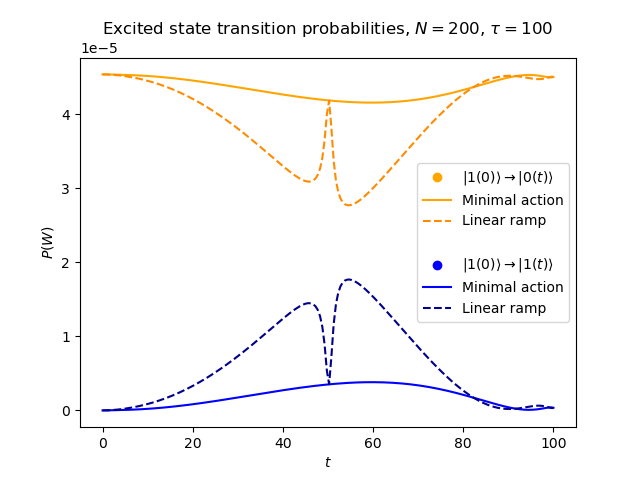 Excited state transition probabilities, N = 200, τ = 100
1e−5
P(W)
4
3
2
1
0
|1(0)⟩ → |0(t)⟩
Minimal action
Linear ramp
|1(0)⟩ → |1(t)⟩
Minimal action
Linear ramp
0 20 40 60 80 100
t